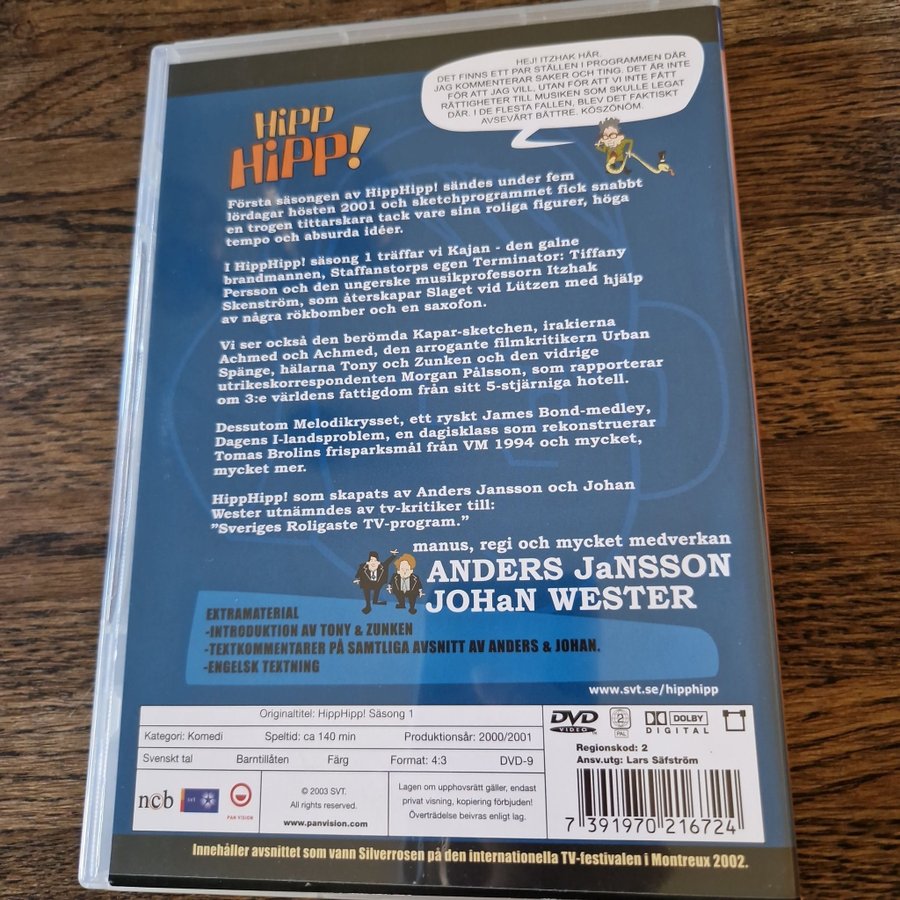 HEJ! ITZHAK HÄR.
DET FINNS ETT PAR STÄLLEN I PROGRAMMEN DÄR
JAG KOMMENTERAR SAKER OCH TING. DET ÄR INTE
FÖR ATT JAG VILL, UTAN FÖR ATT VI INTE FÅTT
RÄTTIGHETER TILL MUSIKEN SOM SKULLE LEGAT
DÄR. I DE FLESTA FALLEN, BLEV DET FAKTISKT
AVSEVÄRT BÄTTRE. KÖSZÖNÖM.
HiPP
HiPP!
Första säsongen av HippHipp! sändes under fem
lördagar hösten 2001 och sketchprogrammet fick snabbt
en trogen tittarskara tack vare sina roliga figurer, höga
tempo och absurda idéer.
I HippHipp! säsong 1 träffar vi Kajan - den galne
brandmannen, Staffanstorps egen Terminator: Tiffany
Persson och den ungerske musikprofessorn Itzhak
Skenström, som återskapar Slaget vid Lützen med hjälp
av några rökbomber och en saxofon.
Vi ser också den berömda Kapar-sketchen, irakierna
Achmed och Achmed, den arrogante filmkritikern Urban
Spänge, hälarna Tony och Zunken och den vidrige
utrikeskorrespondenten Morgan Pålsson, som rapporterar
om 3:e världens fattigdom från sitt 5-stjärniga hotell.
Dessutom Melodikrysset, ett ryskt James Bond-medley,
Dagens I-landsproblem, en dagisklass som rekonstruerar
Tomas Brolins frisparksmål från VM 1994 och mycket,
mycket mer.
HippHipp! som skapats av Anders Jansson och Johan
Wester utnämndes av tv-kritiker till:
"Sveriges Roligaste TV-program."
manus, regi och mycket medverkan
ANDERS JaNSSON
JOHaN WESTER
EXTRAMATERIAL
-INTRODUKTION AV TONY & ZUNKEN
-TEXTKOMMENTARER PÅ SAMTLIGA AVSNITT AV ANDERS & JOHAN.
-ENGELSK TEXTNING
www.svt.se/hipphipp
Originaltitel: HippHipp! Säsong 1
Kategori: Komedi Speltid: ca 140 min Produktionsår: 2000/2001
Svenskt tal Barntillåten Färg Format: 4:3 DVD-9
DVD VIDEO 2 PAL DOLBY DIGITAL
Regionskod: 2
Ansv.utg: Lars Säfström
ncb svt PAN VISION
© 2003 SVT.
All rights reserved.
www.panvision.com
Lagen om upphovsrätt gäller, endast
privat visning, kopiering förbjuden!
Överträdelse beivras enligt lag.
7 391970 216724
Innehåller avsnittet som vann Silverrosen på den internationella TV-festivalen i Montreux 2002.